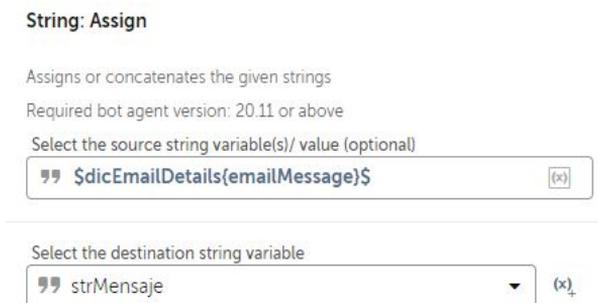 String: Assign
Assigns or concatenates the given strings
Required bot agent version: 20.11 or above
Select the source string variable(s)/ value (optional)
$dicEmailDetails{emailMessage}$ (x)
Select the destination string variable
strMensaje (x)+